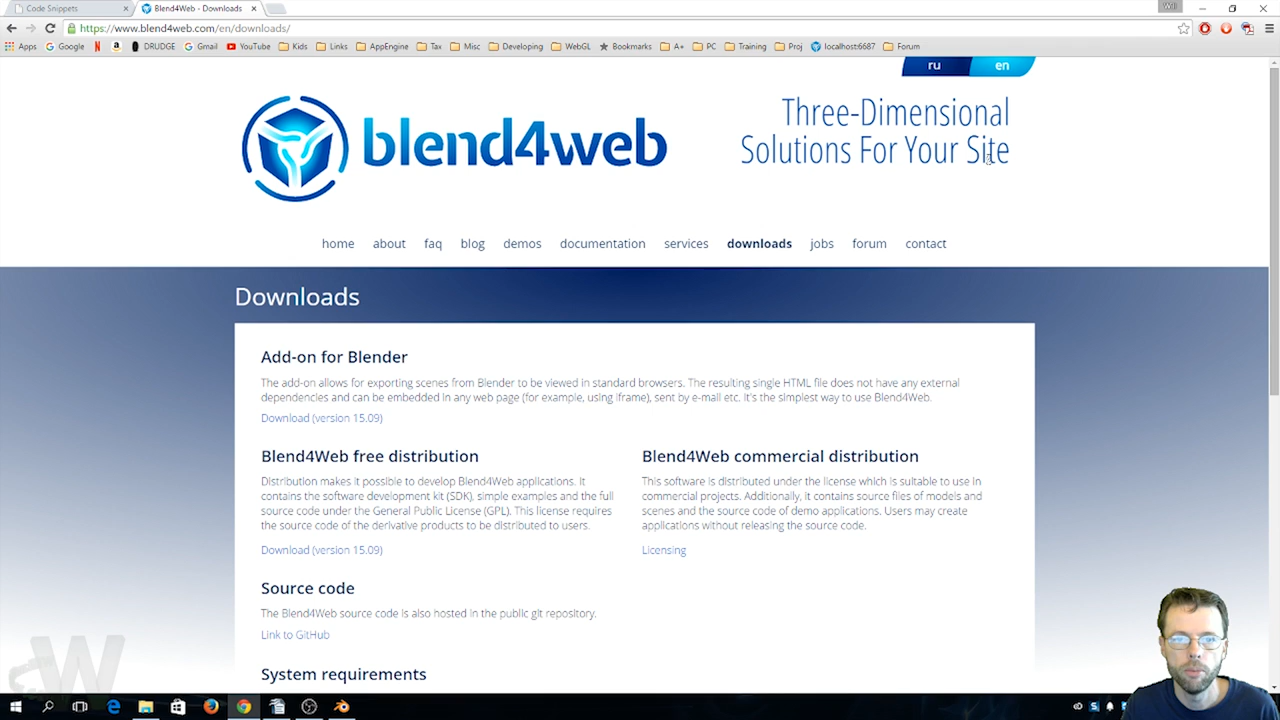 Code Snippets
Blend4Web - Downloads
Will
https://www.blend4web.com/en/downloads/
Apps Google DRUDGE Gmail YouTube Kids Links AppEngine Tax Misc Developing WebGL Bookmarks A+ PC Training Proj localhost:6687 Forum
ru en
blend4web
Three-Dimensional
Solutions For Your Site
home about faq blog demos documentation services downloads jobs forum contact
Downloads
Add-on for Blender
The add-on allows for exporting scenes from Blender to be viewed in standard browsers. The resulting single HTML file does not have any external
dependencies and can be embedded in any web page (for example, using iframe), sent by e-mail etc. It's the simplest way to use Blend4Web.
Download (version 15.09)
Blend4Web free distribution
Distribution makes it possible to develop Blend4Web applications. It
contains the software development kit (SDK), simple examples and the full
source code under the General Public License (GPL). This license requires
the source code of the derivative products to be distributed to users.
Download (version 15.09)
Blend4Web commercial distribution
This software is distributed under the license which is suitable to use in
commercial projects. Additionally, it contains source files of models and
scenes and the source code of demo applications. Users may create
applications without releasing the source code.
Licensing
Source code
The Blend4Web source code is also hosted in the public git repository.
Link to GitHub
System requirements
W